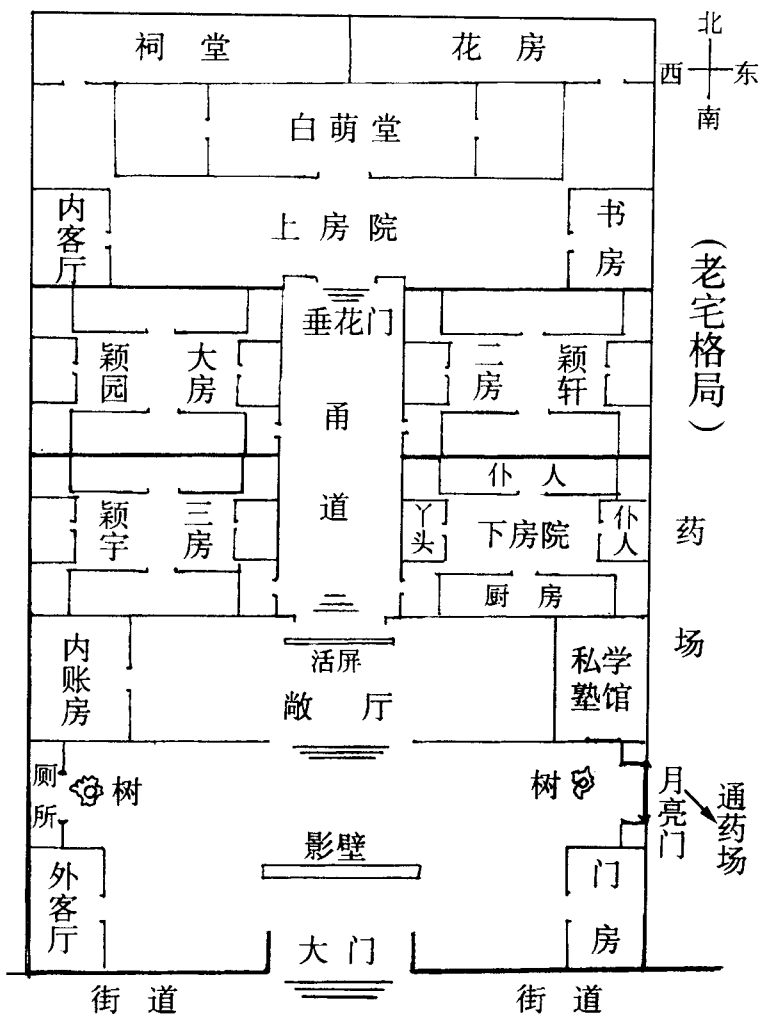 北
西 东
南
祠堂
花房
白萌堂
内客厅
上房院
书房
(老宅格局)
垂花门
颖园
大房
二房
颖轩
甬道
颖宇
三房
仆人
丫头
下房院
仆人
厨房
药场
内账房
活屏
敞厅
私塾
学馆
厕所
树
树
月亮门
通药场
影壁
外客厅
门房
大门
街道
街道